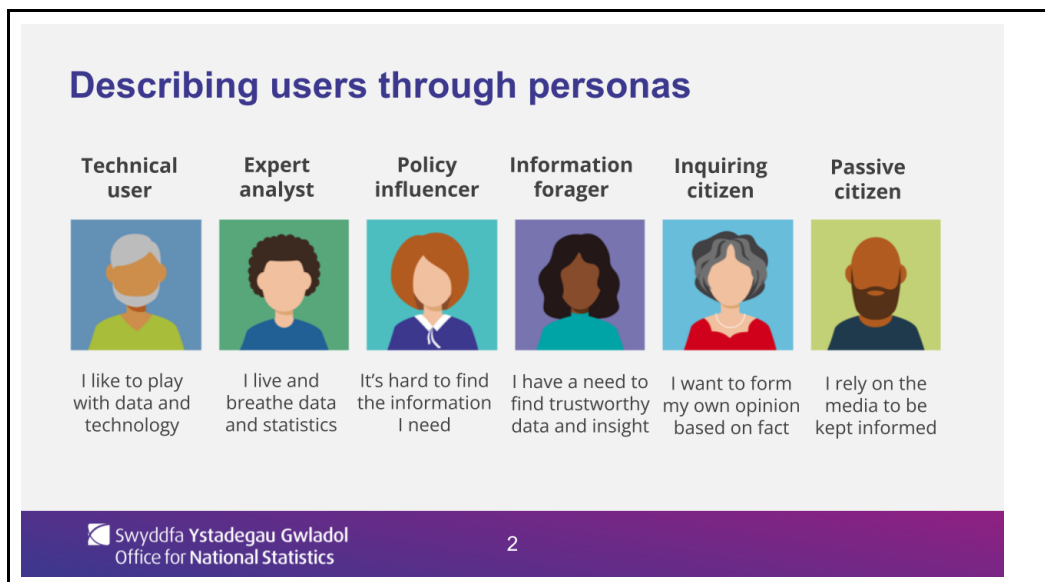 Describing users through personas
Technical
user
I like to play
with data and
technology
Expert
analyst
I live and
breathe data
and statistics
Policy
influencer
It's hard to find
the information
I need
Information
forager
I have a need to
find trustworthy
data and insight
Inquiring
citizen
I want to form
my own opinion
based on fact
Passive
citizen
I rely on the
media to be
kept informed
Swyddfa Ystadegau Gwladol
Office for National Statistics
2